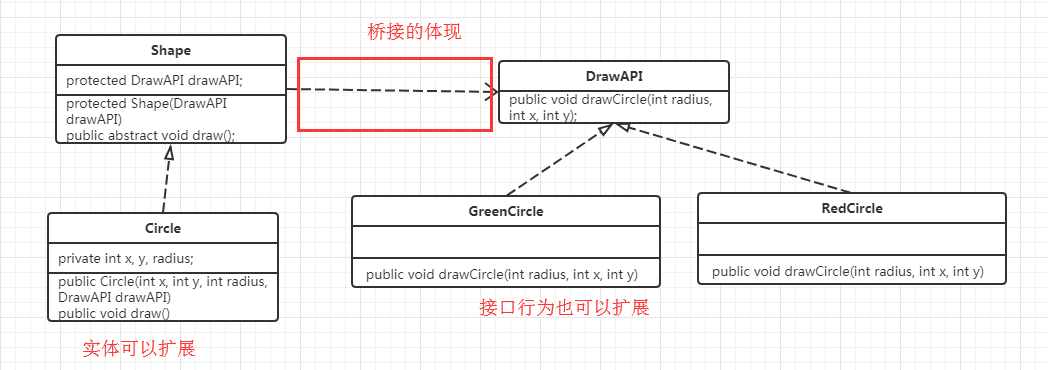 桥接的体现
Shape
protected DrawAPI drawAPI;
protected Shape(DrawAPI
drawAPI)
public abstract void draw();
DrawAPI
public void drawCircle(int radius,
int x, int y);
Circle
private int x, y, radius;
public Circle(int x, int y, int radius,
DrawAPI drawAPI)
public void draw()
GreenCircle
public void drawCircle(int radius, int x, int y)
RedCircle
public void drawCircle(int radius, int x, int y)
接口行为也可以扩展
实体可以扩展